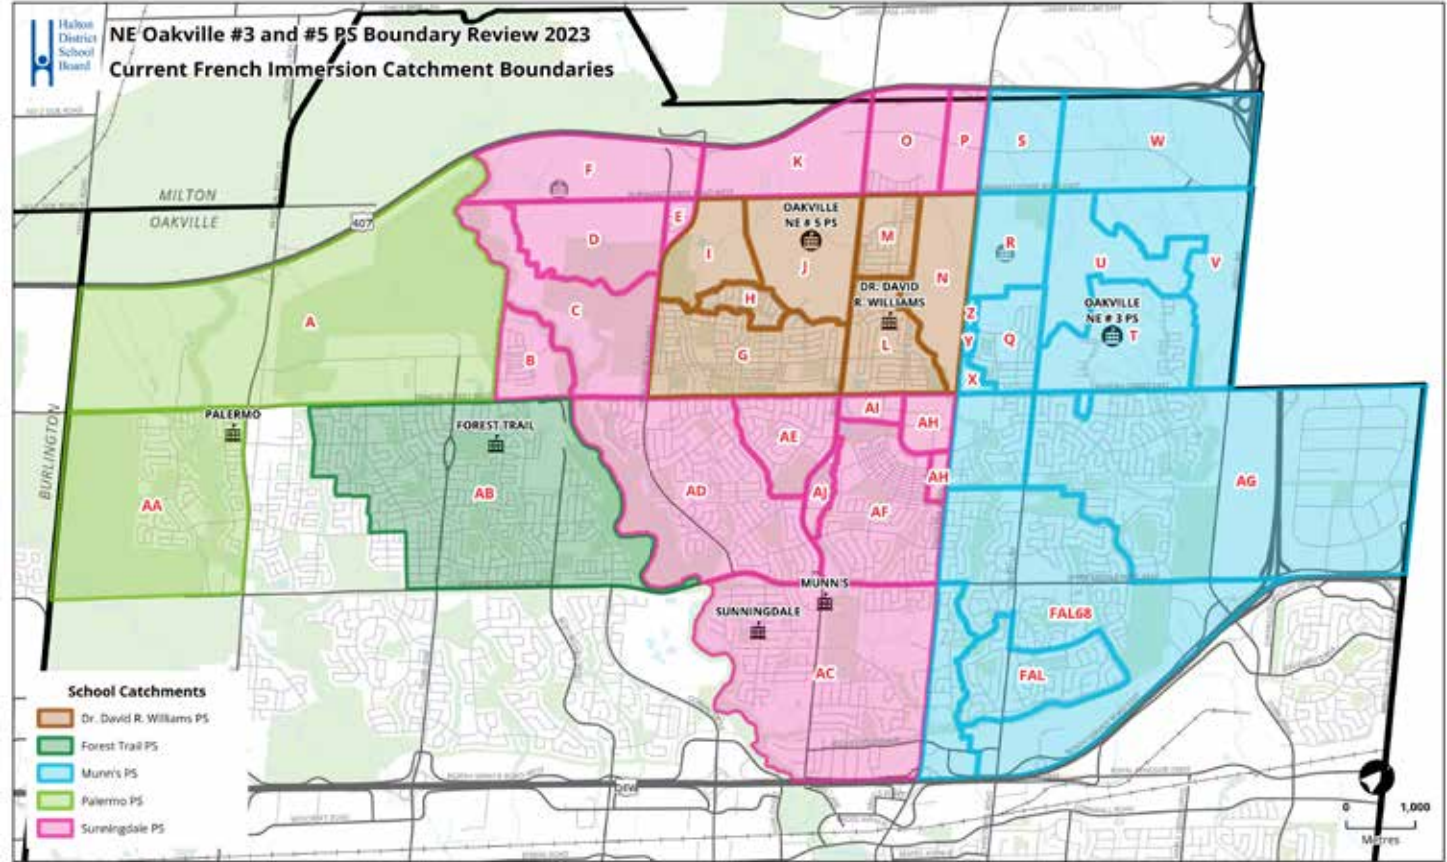 Halton
District
School
Board
NE Oakville #3 and #5 PS Boundary Review 2023
Current French Immersion Catchment Boundaries
MILTON
OAKVILLE
407
BURLINGTON
F
K
O
P
S
W
E
D
C
B
A
I
OAKVILLE
NE # 5 PS
J
M
N
H
DR. DAVID
R. WILLIAMS
G
L
R
Z
Y
X
Q
U
V
OAKVILLE
NE # 3 PS
T
PALERMO
FOREST TRAIL
AA
AB
AD
AE
AI
AH
AH
AJ
AF
AG
MUNN'S
SUNNINGDALE
AC
FAL68
FAL
QEW
School Catchments
Dr. David R. Williams PS
Forest Trail PS
Munn's PS
Palermo PS
Sunningdale PS
0 1,000
Metres